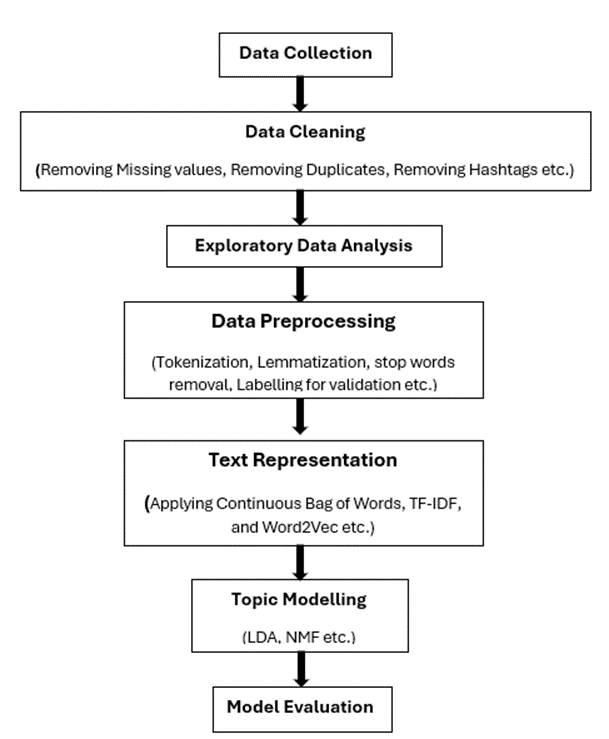 Data Collection
Data Cleaning
(Removing Missing values, Removing Duplicates, Removing Hashtags etc.)
Exploratory Data Analysis
Data Preprocessing
(Tokenization, Lemmatization, stop words
removal, Labelling for validation etc.)
Text Representation
(Applying Continuous Bag of Words, TF-IDF,
and Word2Vec etc.)
Topic Modelling
(LDA, NMF etc.)
Model Evaluation